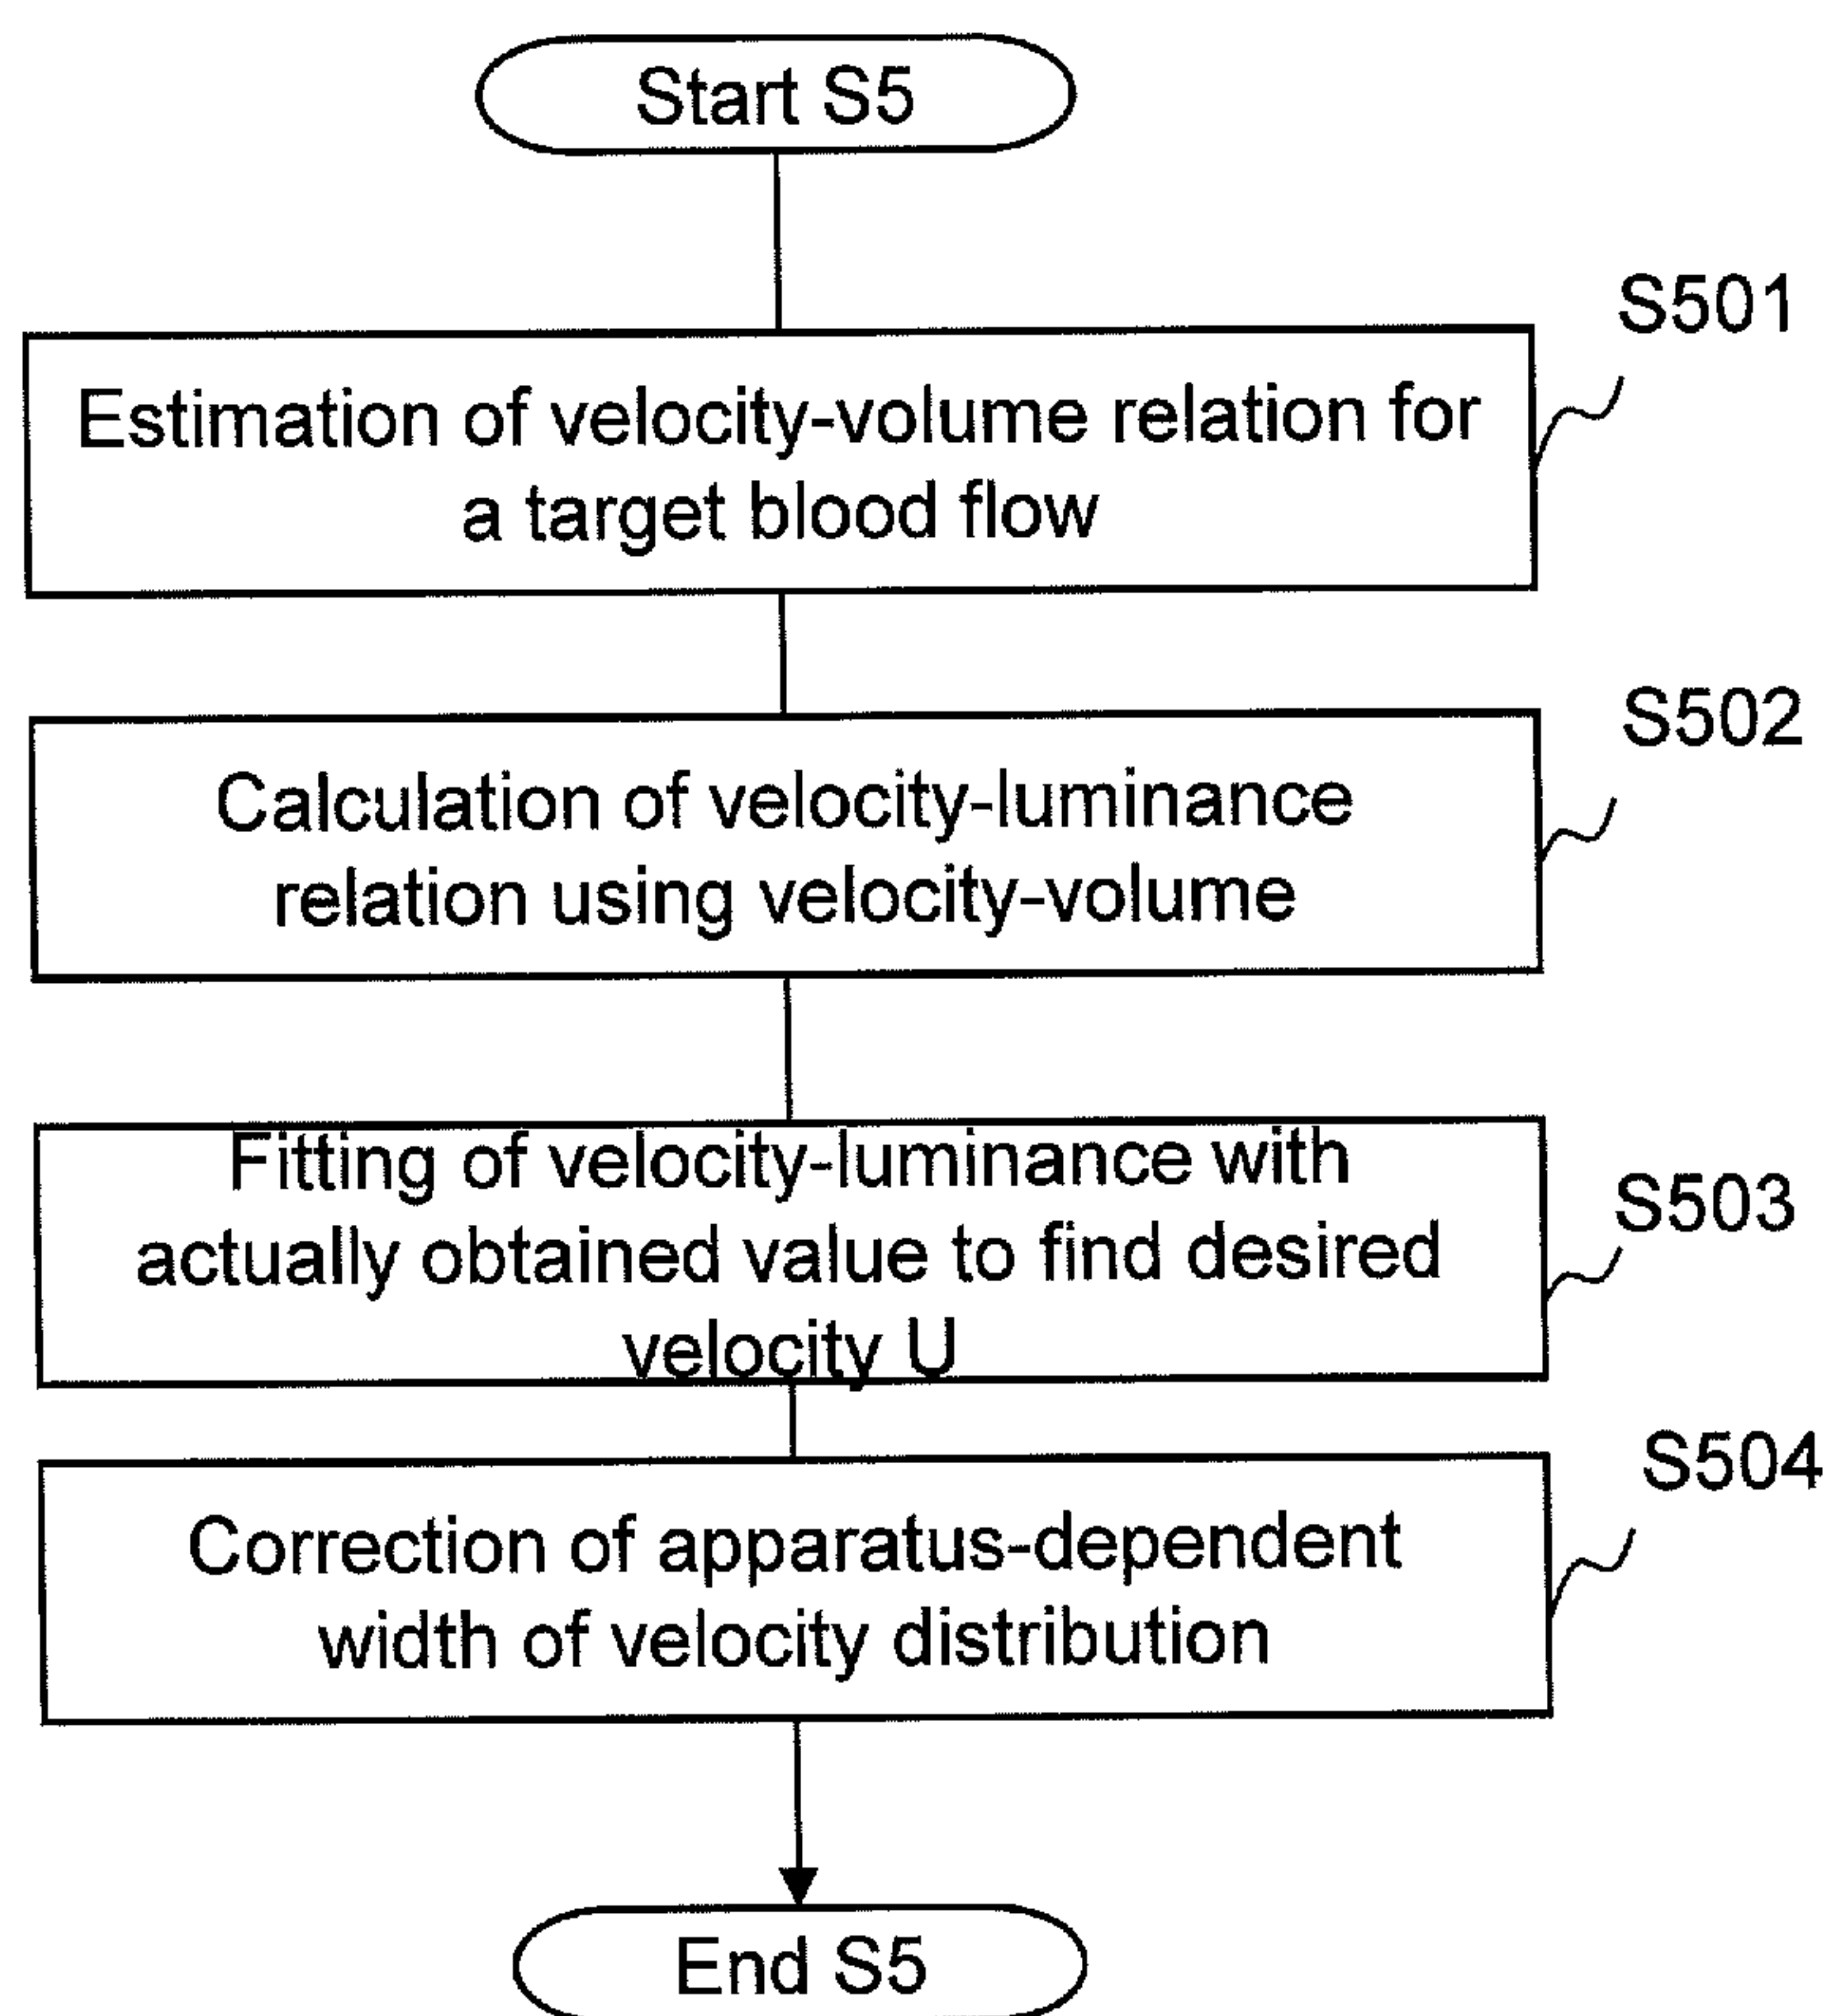 Start S5
S501
Estimation of velocity-volume relation for
a target blood flow
S502
Calculation of velocity-luminance
relation using velocity-volume
S503
Fitting of velocity-luminance with
actually obtained value to find desired
velocity U
S504
Correction of apparatus-dependent
width of velocity distribution
End S5